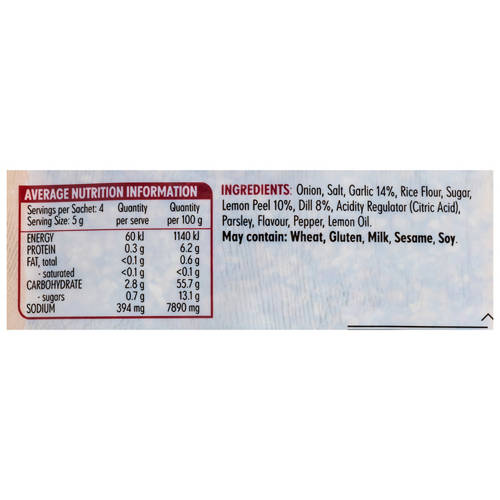 AVERAGE NUTRITION INFORMATION
Servings per Sachet: 4 Quantity Quantity
Serving Size: 5 g per serve per 100 g
ENERGY 60 kJ 1140 kJ
PROTEIN 0.3 g 6.2 g
FAT, total <0.1 g 0.6 g
- saturated <0.1 g <0.1 g
CARBOHYDRATE 2.8 g 55.7 g
- sugars 0.7 g 13.1 g
SODIUM 394 mg 7890 mg
INGREDIENTS: Onion, Salt, Garlic 14%, Rice Flour, Sugar,
Lemon Peel 10%, Dill 8%, Acidity Regulator (Citric Acid),
Parsley, Flavour, Pepper, Lemon Oil.
May contain: Wheat, Gluten, Milk, Sesame, Soy.